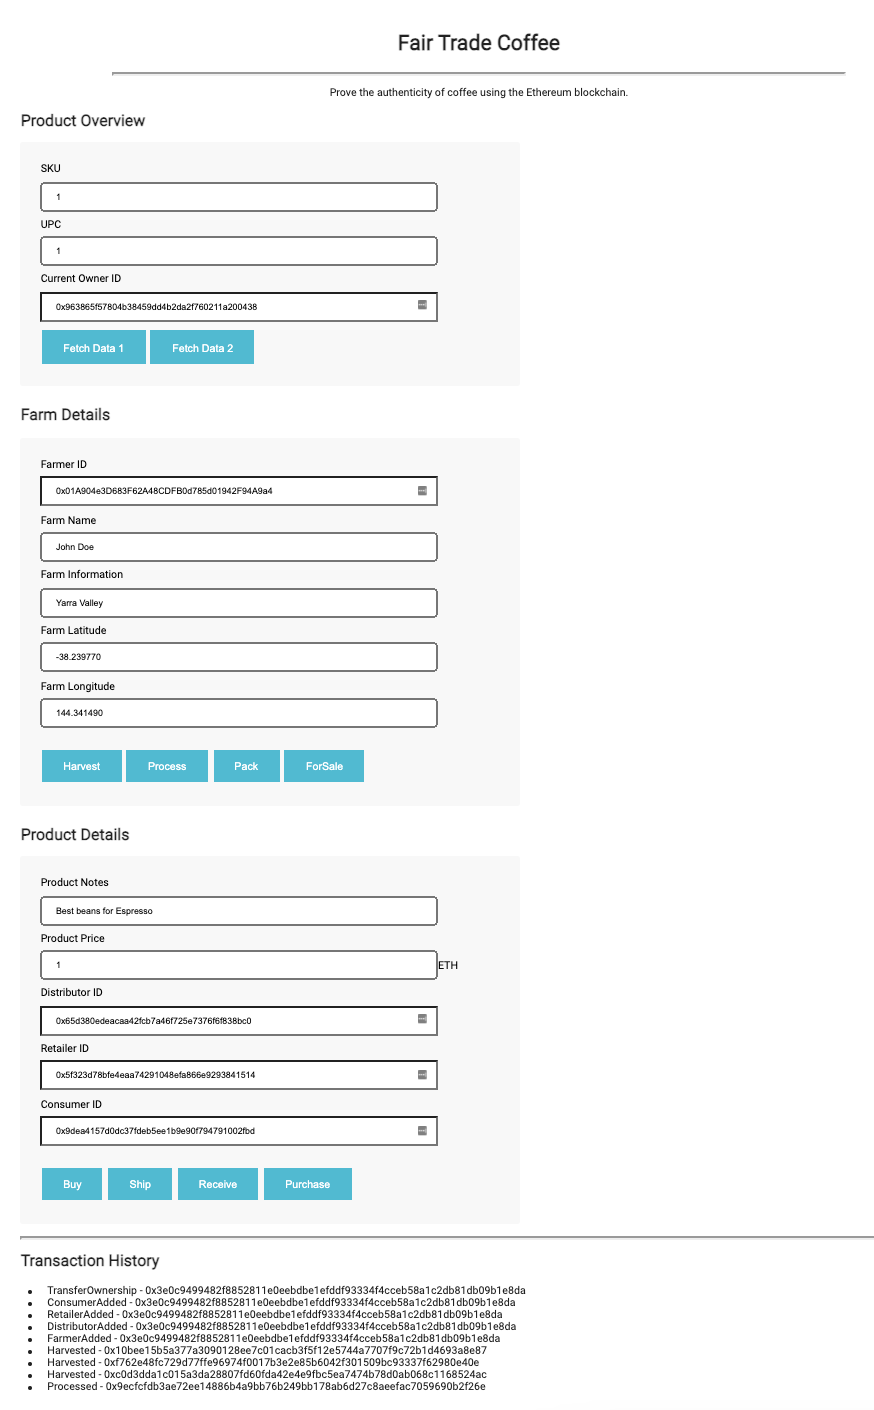 Fair Trade Coffee
Prove the authenticity of coffee using the Ethereum blockchain.
Product Overview
SKU
1
UPC
1
Current Owner ID
0x963865f57804b38459dd4b2da2f760211a200438
Fetch Data 1 Fetch Data 2
Farm Details
Farmer ID
0x01A904e3D683F62A48CDFB0d785d01942F94A9a4
Farm Name
John Doe
Farm Information
Yarra Valley
Farm Latitude
-38.239770
Farm Longitude
144.341490
Harvest Process Pack ForSale
Product Details
Product Notes
Best beans for Espresso
Product Price
1 ETH
Distributor ID
0x65d380edeacaa42fcb7a46f725e7376f6f838bc0
Retailer ID
0x5f323d78bfe4eaa74291048efa866e9293841514
Consumer ID
0x9dea4157d0dc37fdeb5ee1b9e90f794791002fbd
Buy Ship Receive Purchase
Transaction History
TransferOwnership - 0x3e0c9499482f8852811e0eebdbe1efddf93334f4cceb58a1c2db81db09b1e8da
ConsumerAdded - 0x3e0c9499482f8852811e0eebdbe1efddf93334f4cceb58a1c2db81db09b1e8da
RetailerAdded - 0x3e0c9499482f8852811e0eebdbe1efddf93334f4cceb58a1c2db81db09b1e8da
DistributorAdded - 0x3e0c9499482f8852811e0eebdbe1efddf93334f4cceb58a1c2db81db09b1e8da
FarmerAdded - 0x3e0c9499482f8852811e0eebdbe1efddf93334f4cceb58a1c2db81db09b1e8da
Harvested - 0x10bee15b5a377a3090128ee7c01cacb3f5f12e5744a7707f9c72b1d4693a8e87
Harvested - 0xf762e48fc729d77ffe96974f0017b3e2e85b6042f301509bc93337f62980e40e
Harvested - 0xc0d3dda1c015a3da28807fd60fda42e4e9fbc5ea7474b78d0ab068c1168524ac
Processed - 0x9ecfcfdb3ae72ee14886b4a9bb76b249bb178ab6d27c8aeefac7059690b2f26e